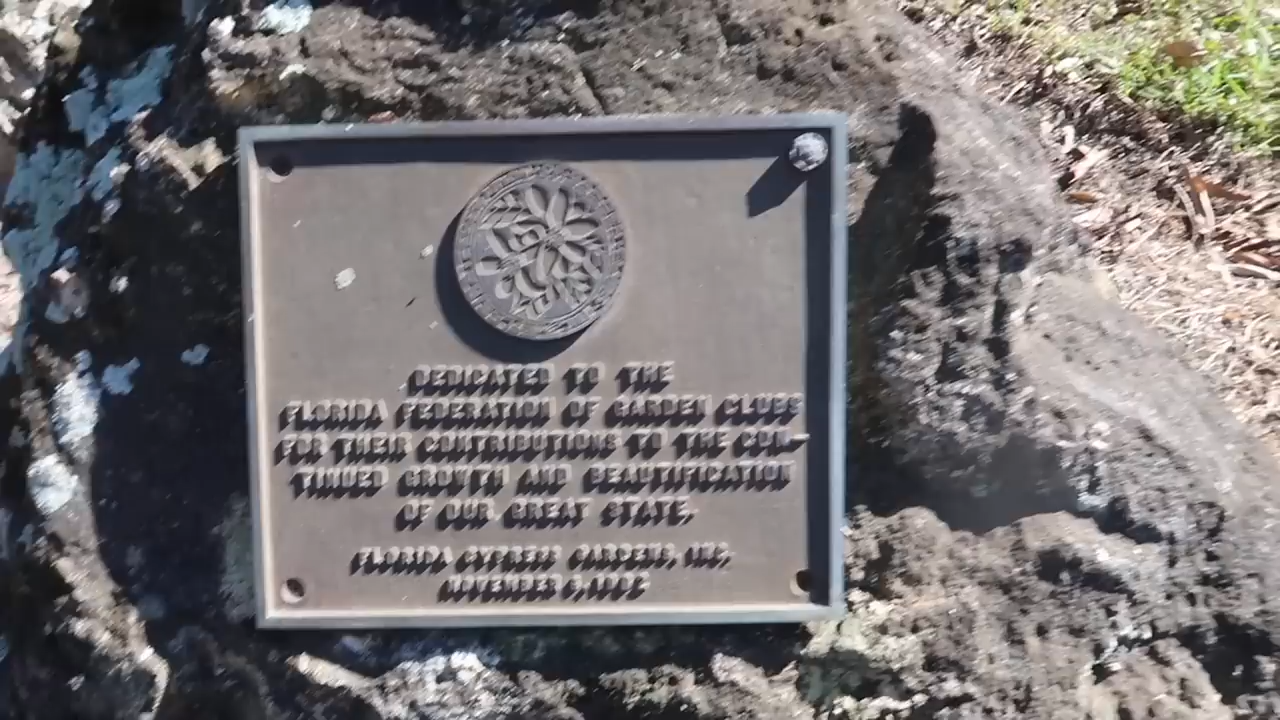 DEDICATED TO THE
FLORIDA FEDERATION OF GARDEN CLUBS
FOR THEIR CONTRIBUTIONS TO THE CON-
TINUED GROWTH AND BEAUTIFICATION
OF OUR GREAT STATE.
FLORIDA CYPRESS GARDENS, INC.
NOVEMBER